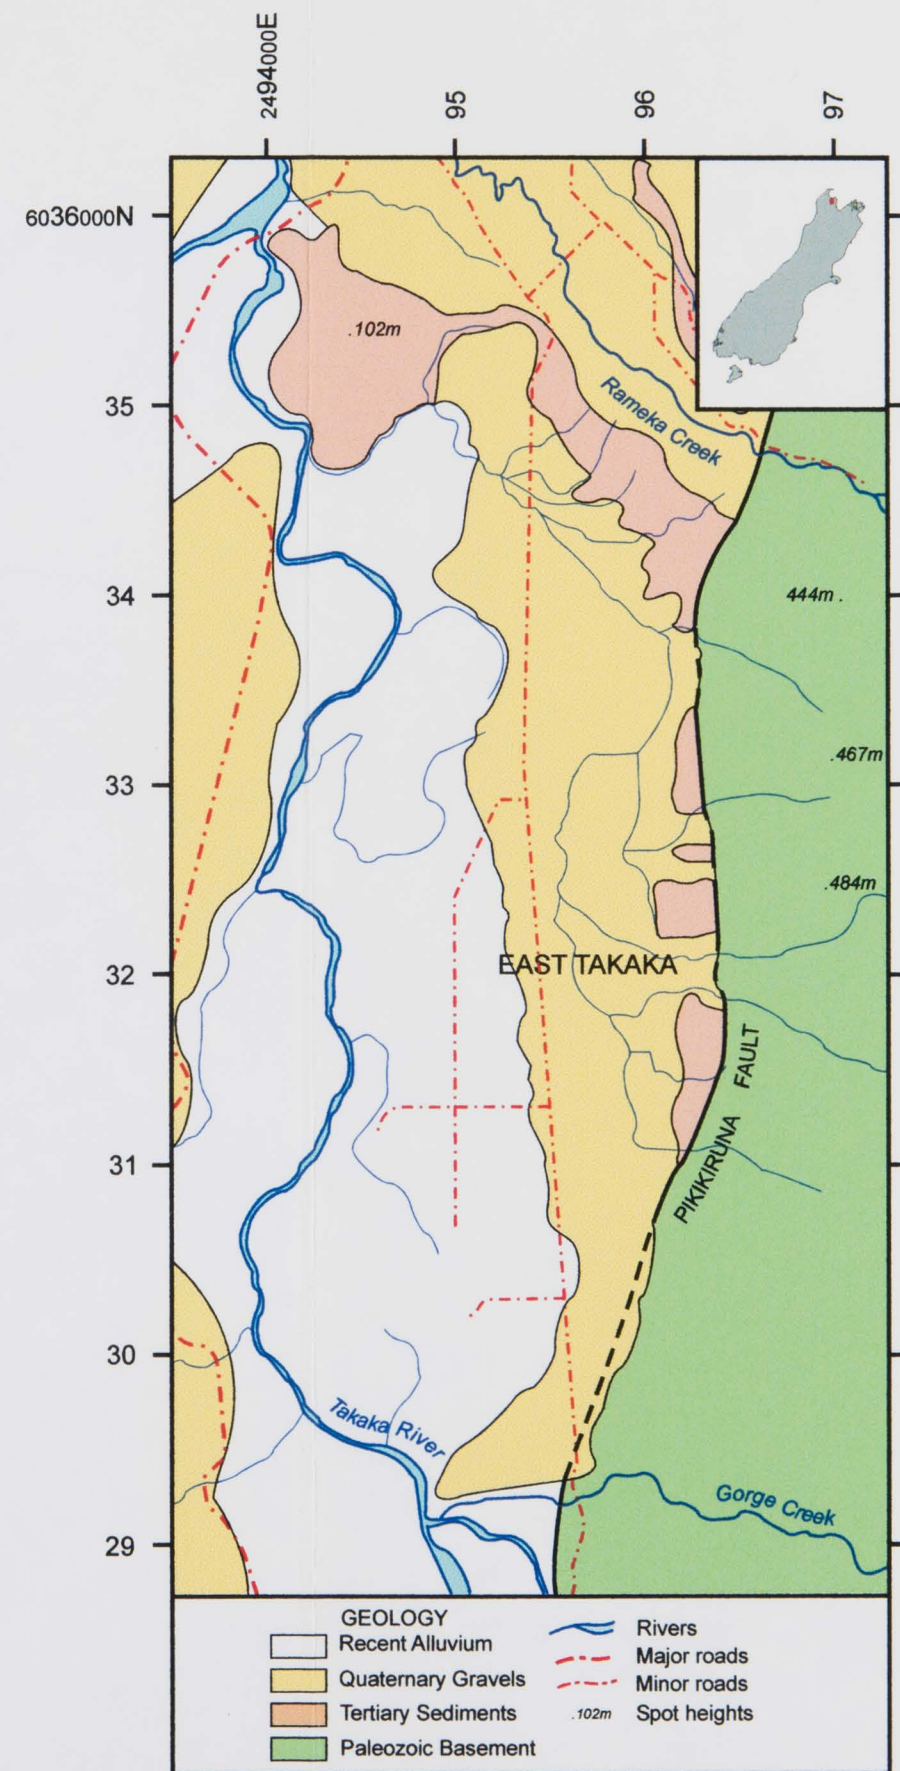 2494000E
95
96
97
6036000N
.102m
35
Rameka Creek
34
444m .
33
.467m
.484m
32
EAST TAKAKA
PIKIKIRUNA FAULT
31
30
Takaka River
Gorge Creek
29
GEOLOGY
Recent Alluvium
Quaternary Gravels
Tertiary Sediments
Paleozoic Basement
Rivers
Major roads
Minor roads
.102m Spot heights